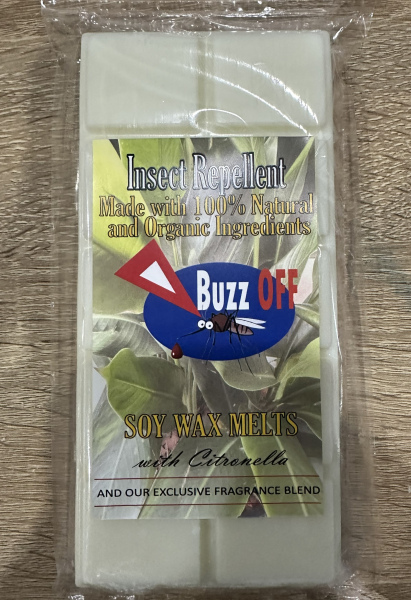 Insect Repellent
Made with 100% Natural
and Organic Ingredients
BUZZ OFF
SOY WAX MELTS
with Citronella
AND OUR EXCLUSIVE FRAGRANCE BLEND